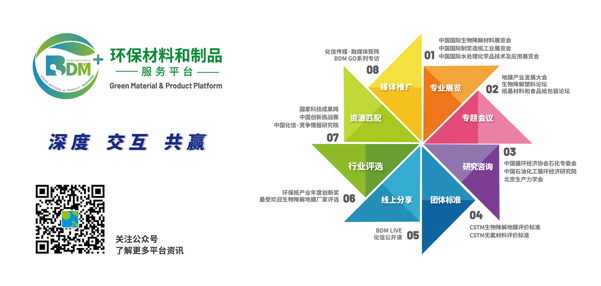 BDM+
环保材料和制品
服务平台
Green Material & Product Platform
深度 交互 共赢
关注公众号
了解更多平台资讯
01
专业展览
中国国际生物降解材料展览会
中国国际制浆造纸工业展览会
中国国际水处理化学品技术及应用展览会
02
专题会议
地膜产业发展大会
生物降解塑料论坛
纸基材料和食品纸包装论坛
03
研究咨询
中国循环经济协会石化专委会
中国石油化工循环经济研究院
北京生产力学会
04
团体标准
CSTM生物降解地膜评价标准
CSTM无氟材料评价标准
05
线上分享
BDM LIVE
化信公开课
06
行业评选
环保纸产业年度创新奖
最受欢迎生物降解地膜厂家评选
07
资源匹配
国家科技成果网
中国创新挑战赛
中国化信·竞争情报研究院
08
媒体推广
化信传媒·融媒体矩阵
BDM GO系列专访